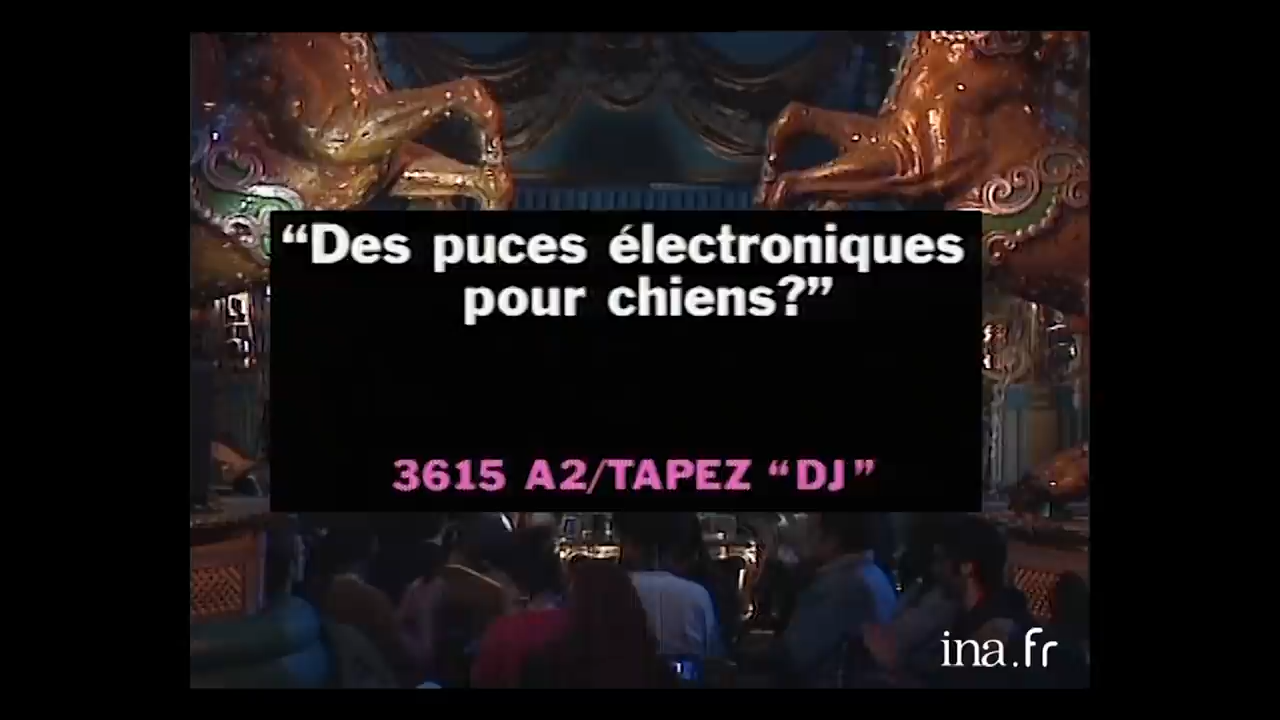 “Des puces électroniques
pour chiens?”
3615 A2/TAPEZ “DJ”
ina.fr